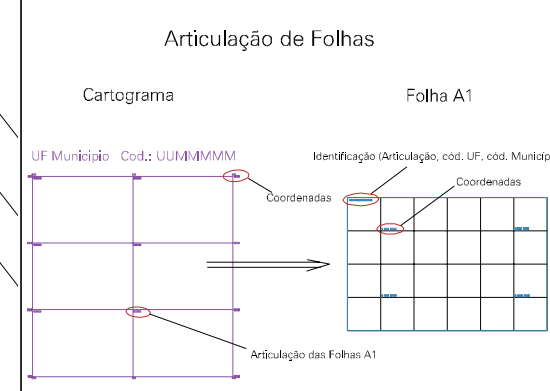 Articulação de Folhas
Cartograma
Folha A1
UF Municipio Cod.: UUMMMMM
Identificação (Articulação, cód. UF, cód. Municíp
Coordenadas
Coordenadas
Articulação das Folhas A1